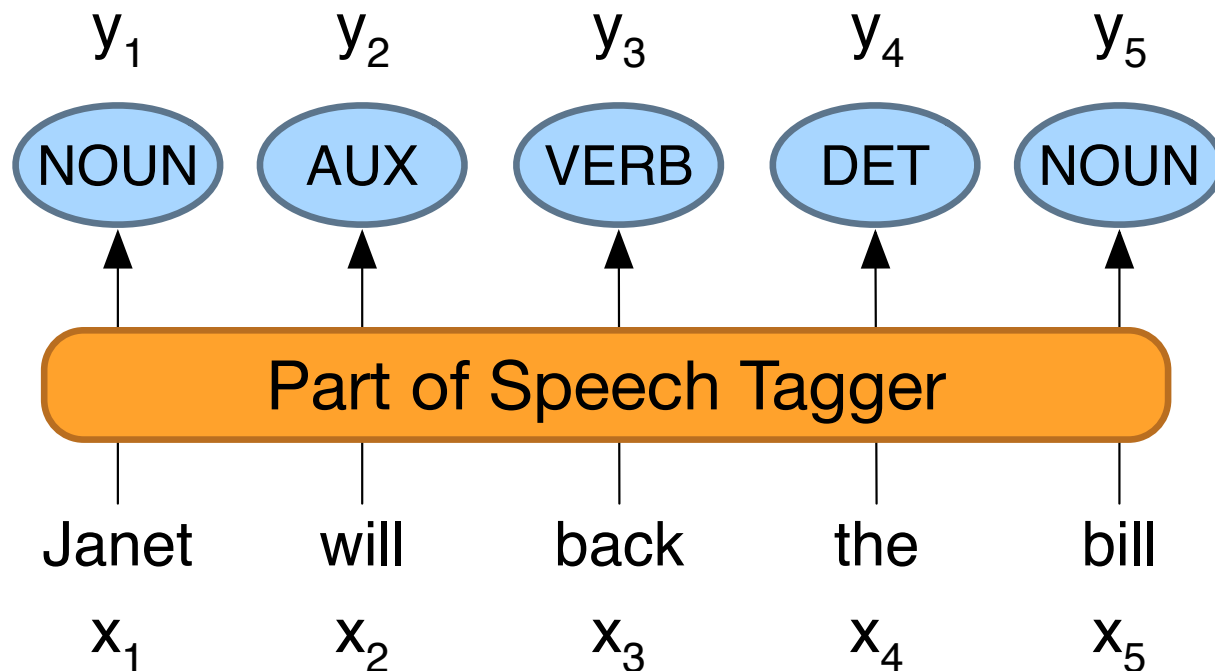 y₁ y₂ y₃ y₄ y₅
NOUN AUX VERB DET NOUN
Part of Speech Tagger
Janet will back the bill
x₁ x₂ x₃ x₄ x₅